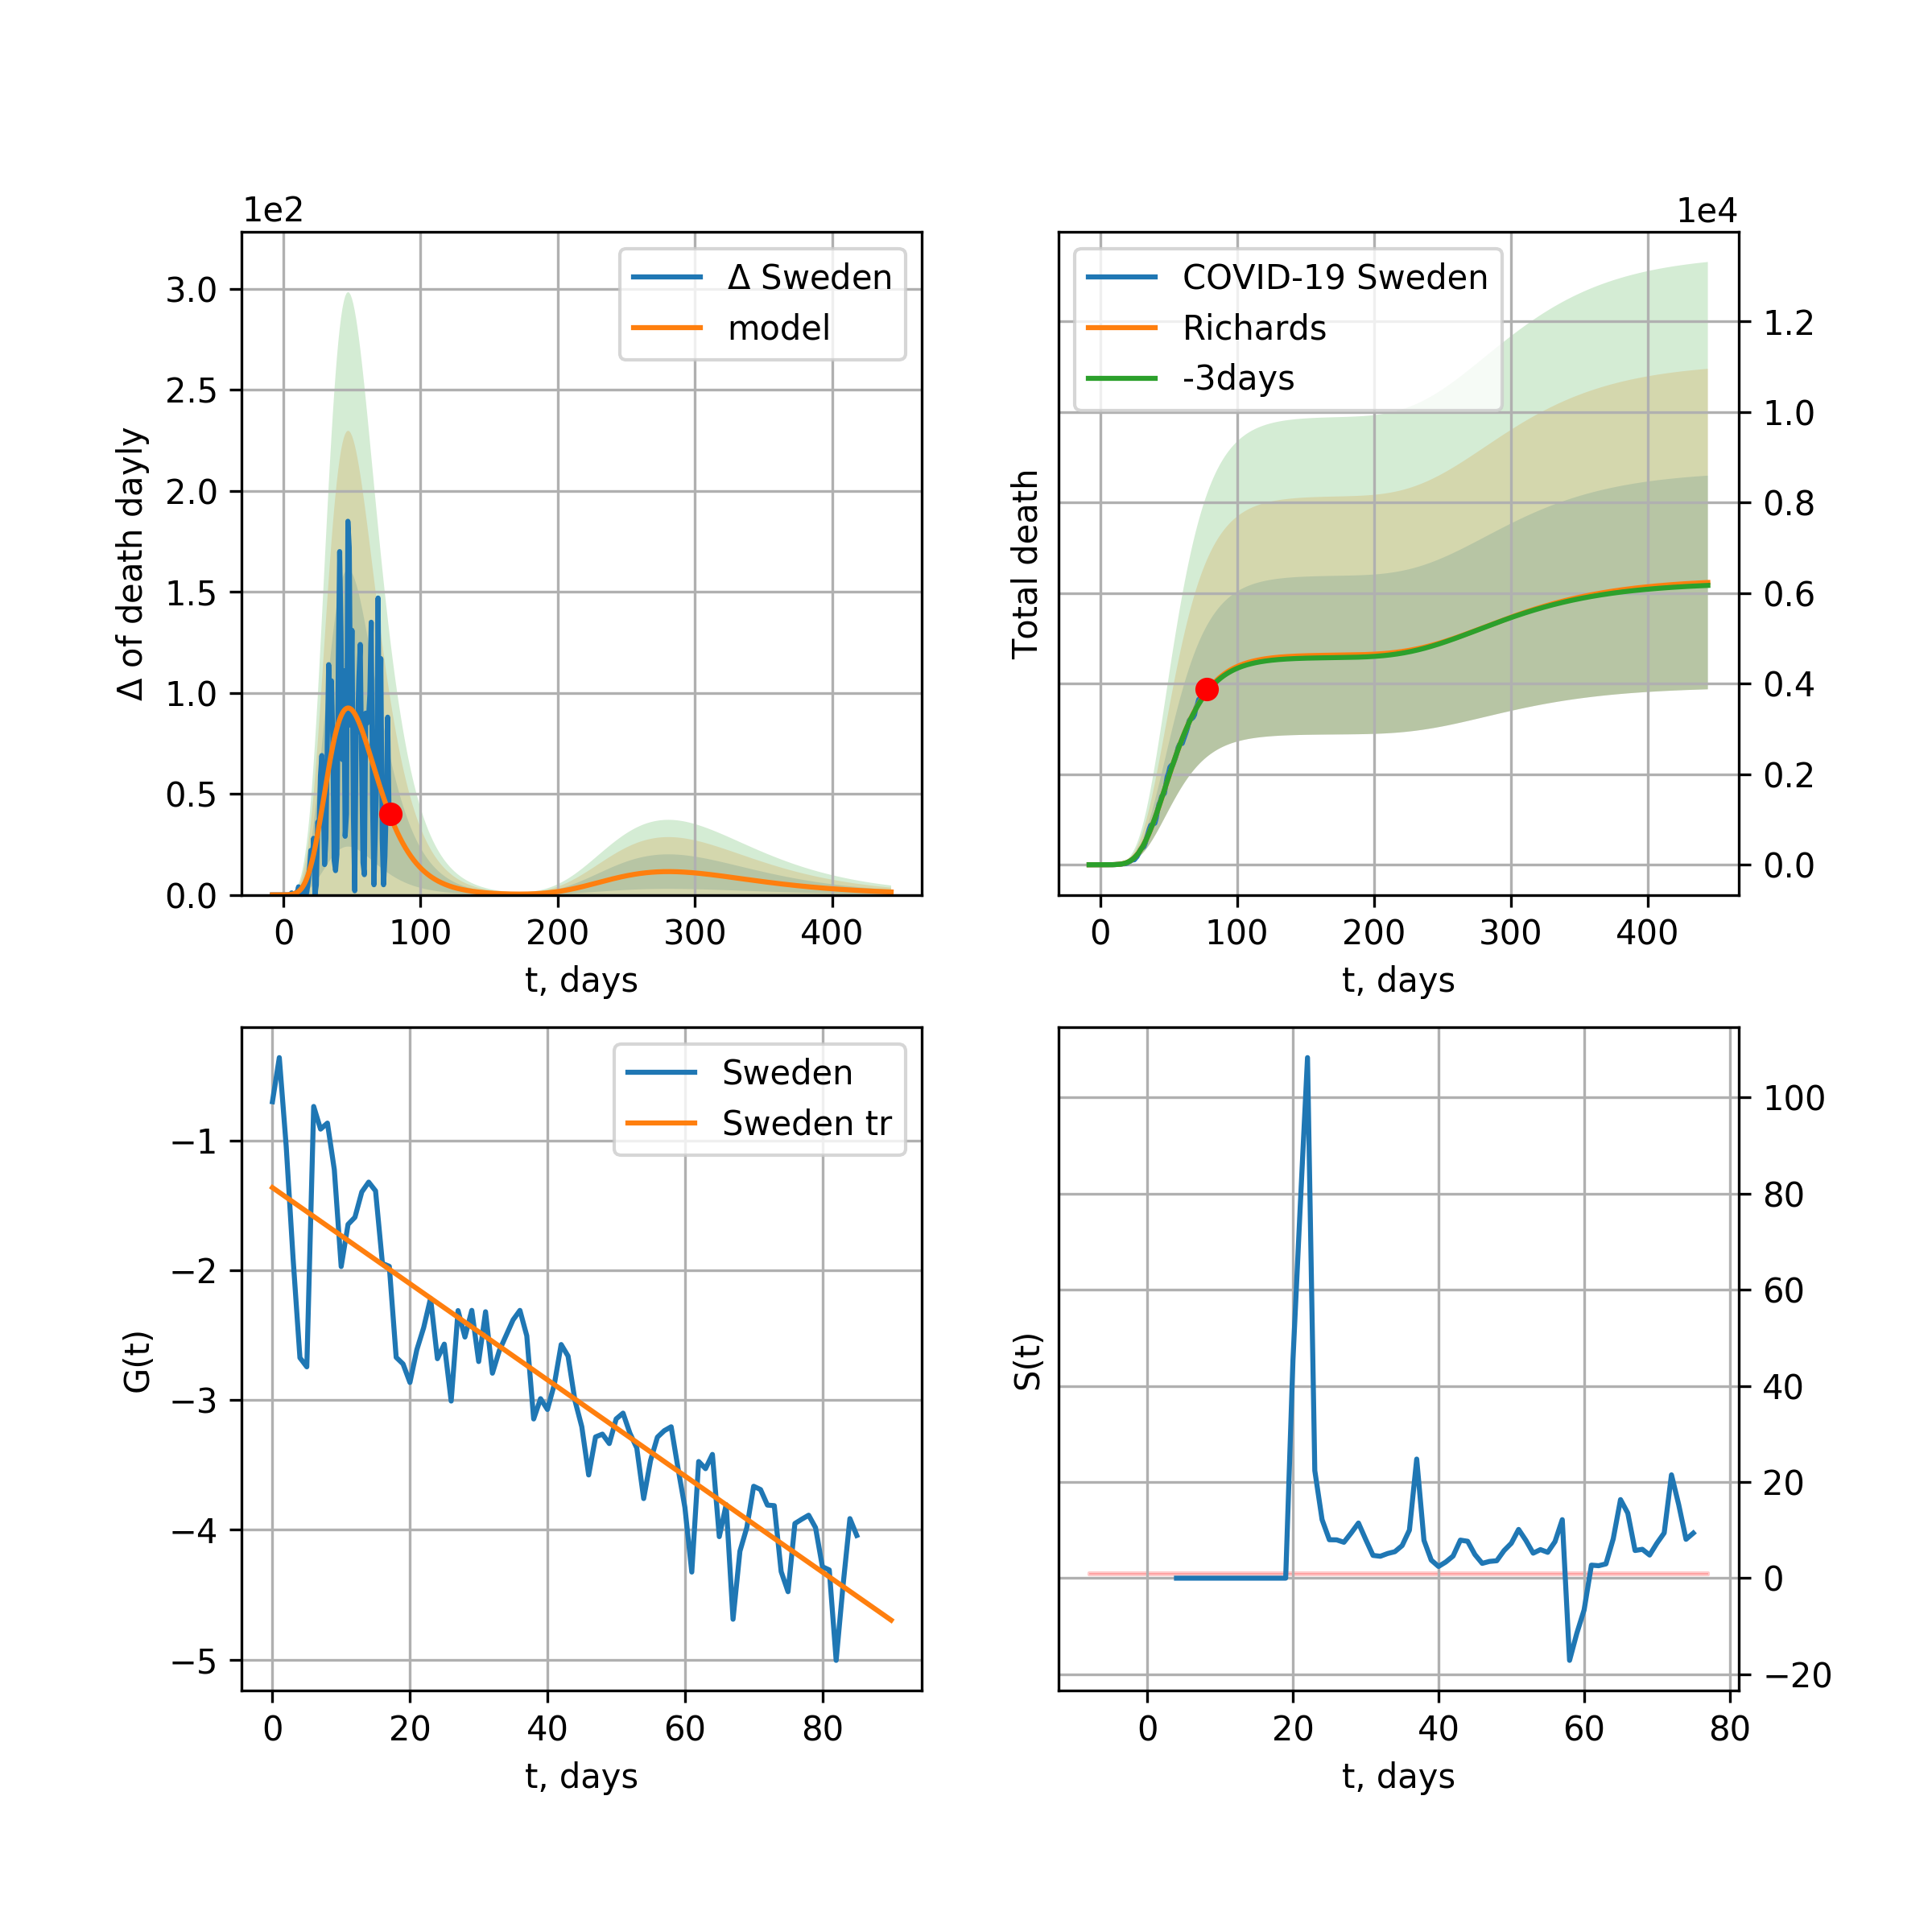 1e2
3.0
2.5
2.0
1.5
1.0
0.5
0.0
Δ of death dayly
Δ Sweden
model
0 100 200 300 400
t, days
1e4
1.2
1.0
0.8
0.6
0.4
0.2
0.0
Total death
COVID-19 Sweden
Richards
-3days
0 100 200 300 400
t, days
−1
−2
−3
−4
−5
G(t)
Sweden
Sweden tr
0 20 40 60 80
t, days
100
80
60
40
20
0
−20
S(t)
0 20 40 60 80
t, days